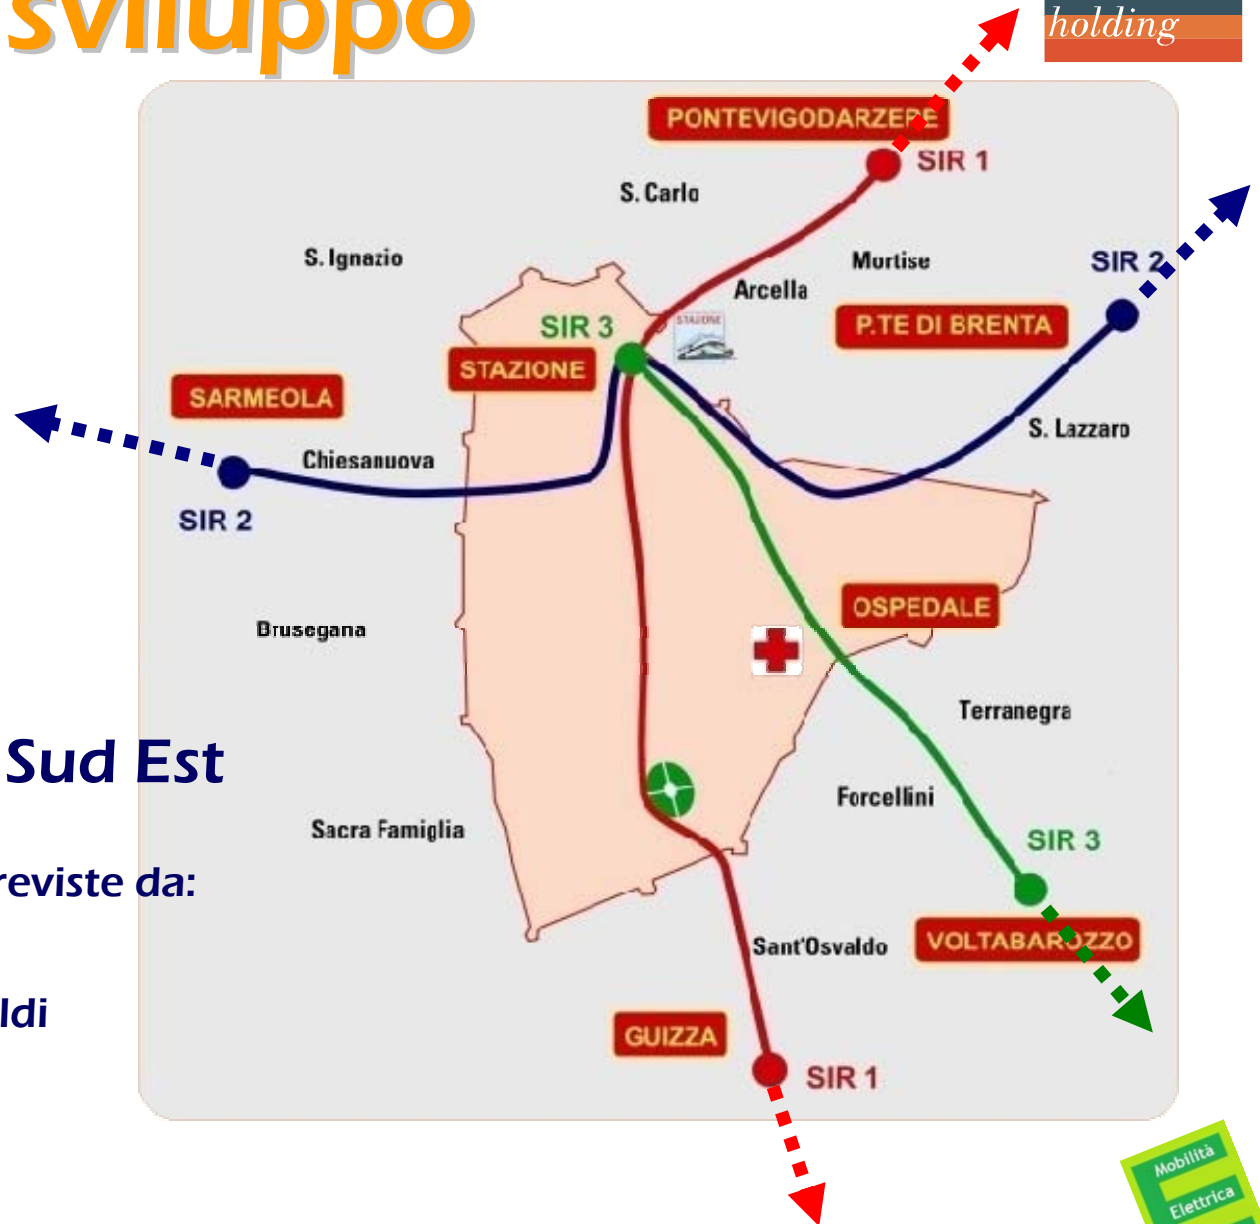 sviluppo
holding
PONTEVIGODARZERE
SIR 1
S. Carlo
S. Ignazio
Mortise
SIR 2
Arcella
SIR 3
STAZIONE
P.TE DI BRENTA
STAZIONE
SARMEOLA
S. Lazzaro
Chiesanuova
SIR 2
OSPEDALE
Brusegana
Terranegra
Sud Est
Forcellini
Sacra Famiglia
SIR 3
reviste da:
VOLTABAROZZO
Sant'Osvaldo
ldi
GUIZZA
SIR 1
Mobilità
Elettrica